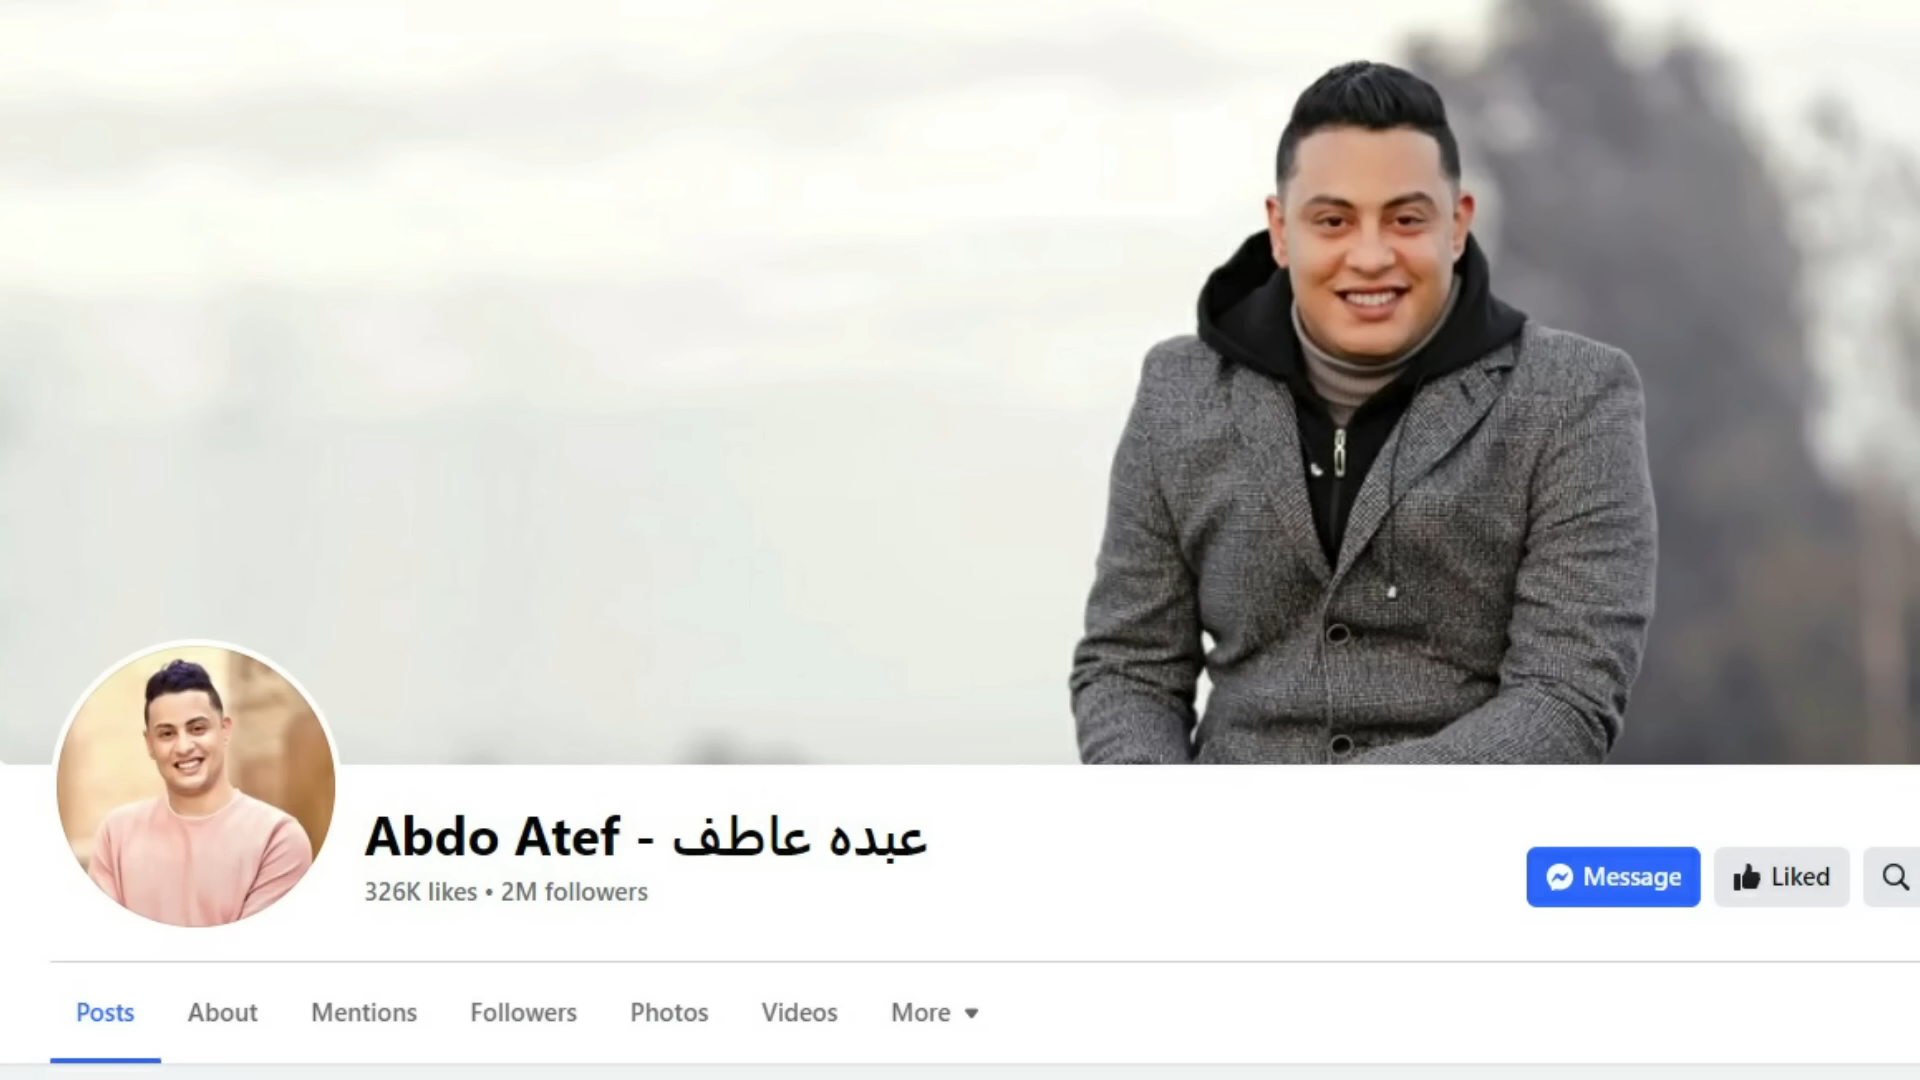 Abdo Atef - عبده عاطف
326K likes • 2M followers
Message
Liked
Posts
About
Mentions
Followers
Photos
Videos
More